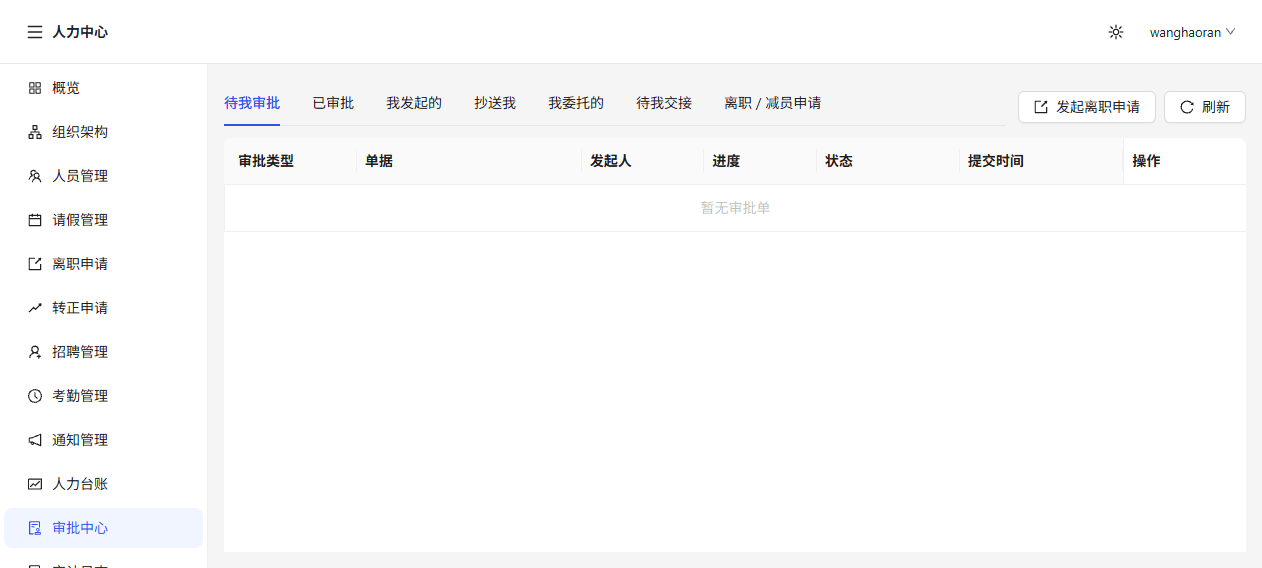 人力中心
wanghaoran
概览
组织架构
人员管理
请假管理
离职申请
转正申请
招聘管理
考勤管理
通知管理
人力台账
审批中心
待我审批 已审批 我发起的 抄送我 我委托的 待我交接 离职 / 减员申请
发起离职申请 刷新
审批类型 单据 发起人 进度 状态 提交时间 操作
暂无审批单